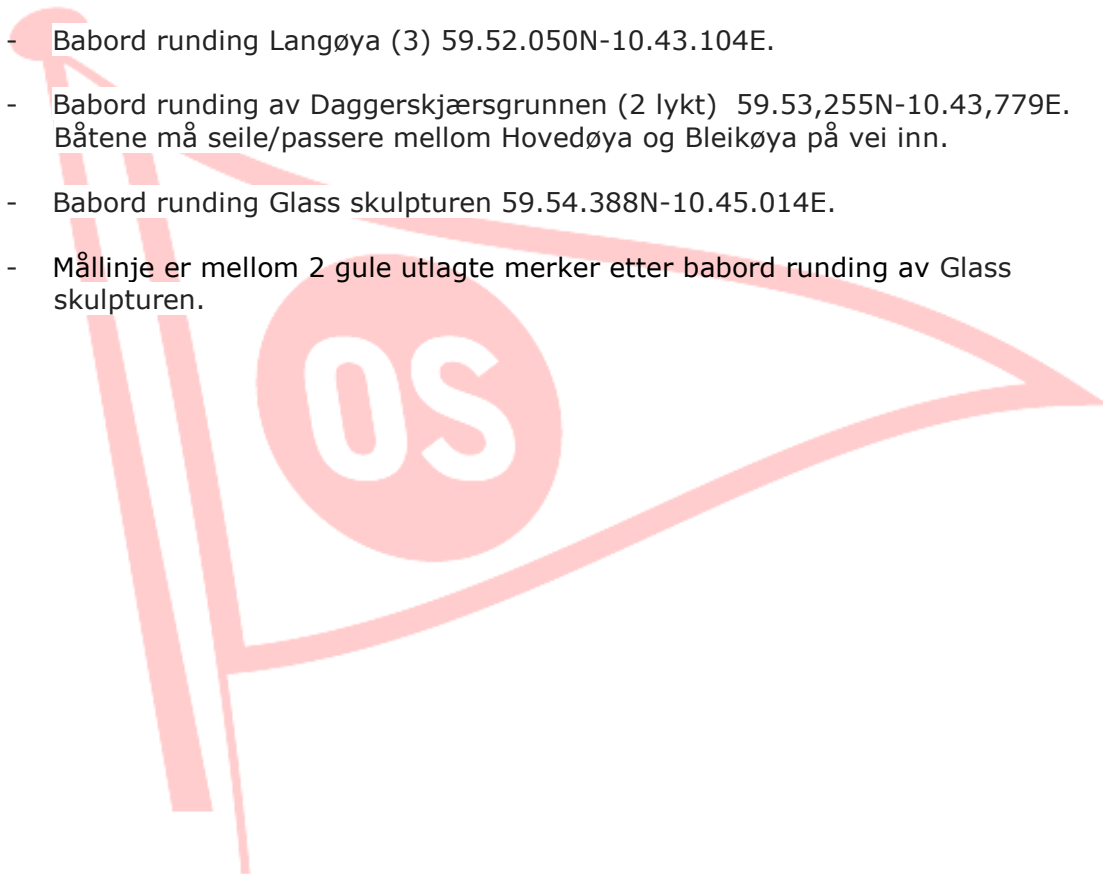 - Babord runding Langøya (3) 59.52.050N-10.43.104E.
- Babord runding av Daggerskjærsgrunnen (2 lykt)  59.53,255N-10.43,779E.
Båtene må seile/passere mellom Hovedøya og Bleikøya på vei inn.
- Babord runding Glass skulpturen 59.54.388N-10.45.014E.
- Mållinje er mellom 2 gule utlagte merker etter babord runding av Glass
skulpturen.
OS